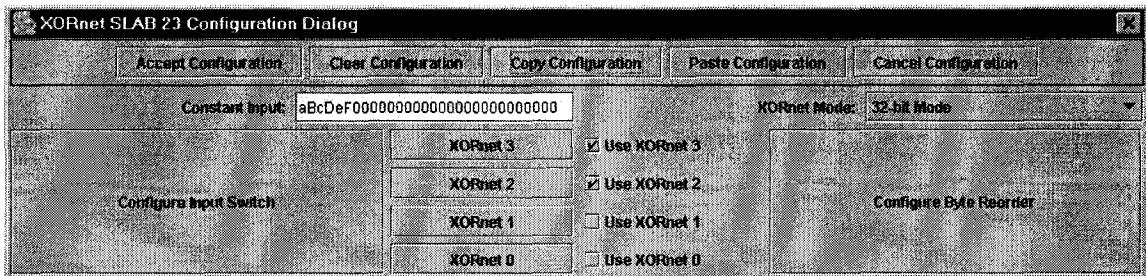 XORnet SLAB 23 Configuration Dialog
Accept Configuration Clear Configuration Copy Configuration Paste Configuration Cancel Configuration
Constant Input: aBcDeF00000000000000000000000000 XORnet Mode: 32-bit Mode
XORnet 3 Use XORnet 3
XORnet 2 Use XORnet 2
Configure Input Switch Configure Byte Reorder
XORnet 1 Use XORnet 1
XORnet 0 Use XORnet 0